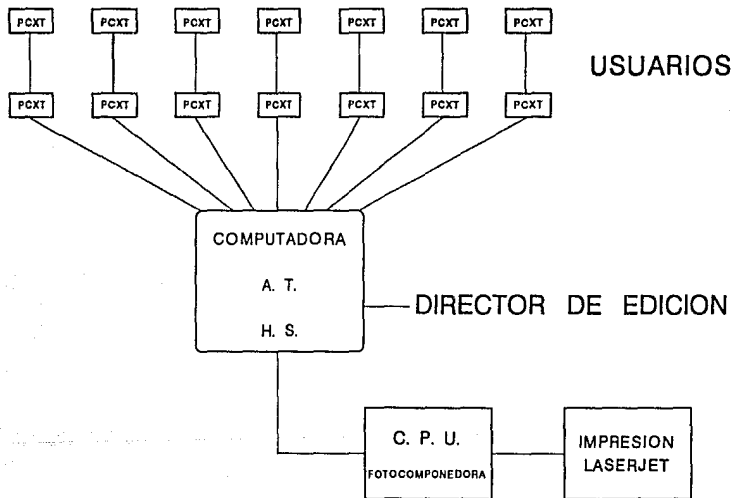 PCXT PCXT PCXT PCXT PCXT PCXT PCXT
USUARIOS
PCXT PCXT PCXT PCXT PCXT PCXT PCXT
COMPUTADORA
A. T.
H. S.
DIRECTOR DE EDICION
C. P. U.
FOTOCOMPONEDORA
IMPRESION
LASERJET